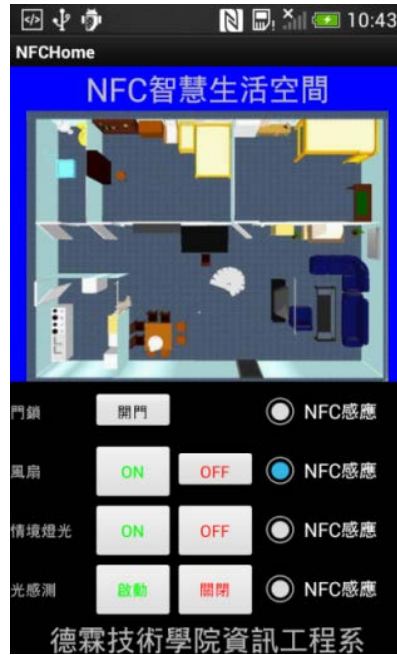 10:43
NFCHome
NFC智慧生活空間
門鎖 開門 NFC感應
風扇 ON OFF NFC感應
情境燈光 ON OFF NFC感應
光感測 啟動 關閉 NFC感應
德霖技術學院資訊工程系